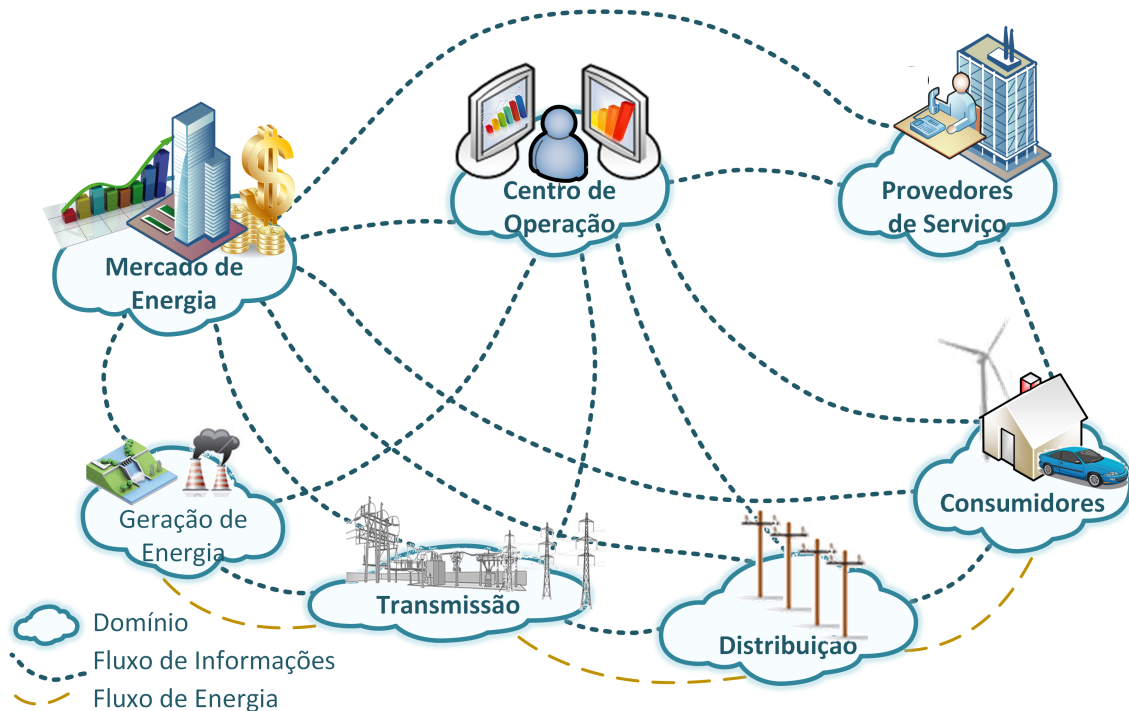 Centro de
Operação
Provedores
de Serviço
Mercado de
Energia
Consumidores
Geração de
Energia
Transmissão
Distribuiçao
Domínio
Fluxo de Informações
Fluxo de Energia